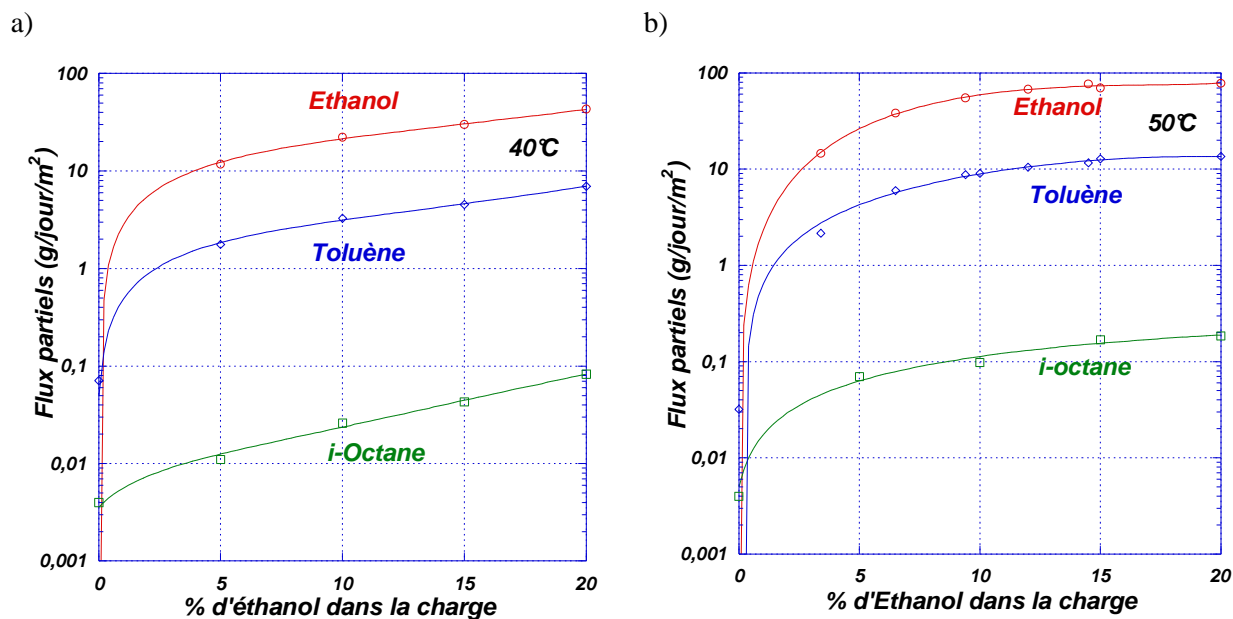 a)
100
10
1
0,1
0,01
0,001
Flux partiels (g/jour/m²)
Ethanol
40°C
Toluène
i-Octane
0 5 10 15 20
% d'éthanol dans la charge
b)
100
10
1
0,1
0,01
0,001
Flux partiels (g/jour/m²)
Ethanol
50°C
Toluène
i-octane
0 5 10 15 20
% d'Ethanol dans la charge